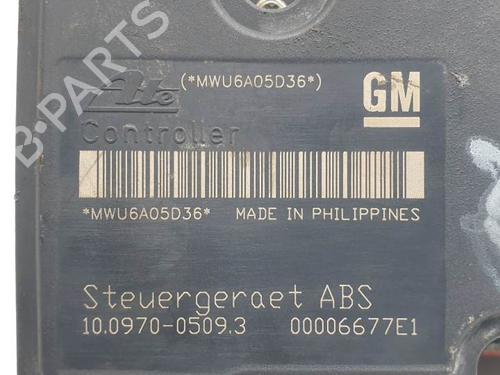 B-PARTS
Ate (*MWU6A05D36*) GM
Controller
*MWU6A05D36* MADE IN PHILIPPINES
Steuergeraet ABS
10.0970-0509.3 00006677E1